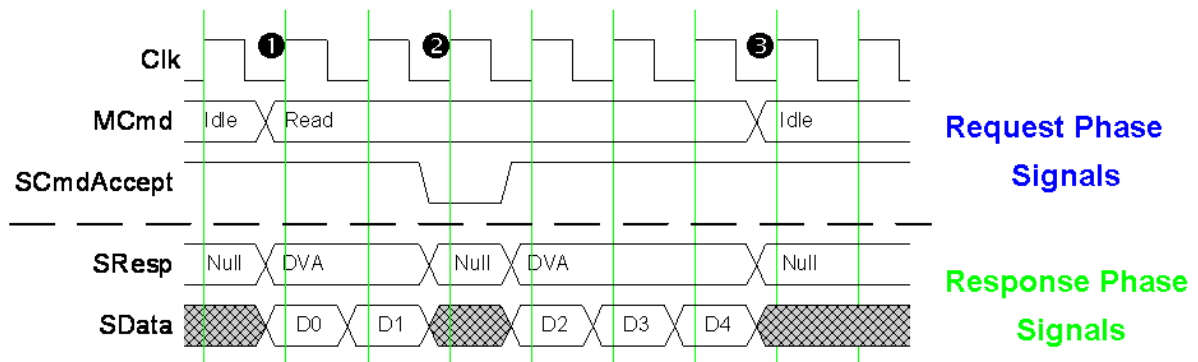 ❶ ❷ ❸
Clk
MCmd Idle Read Idle
Request Phase
Signals
SCmdAccept
SResp Null DVA Null DVA Null
Response Phase
Signals
SData D0 D1 D2 D3 D4